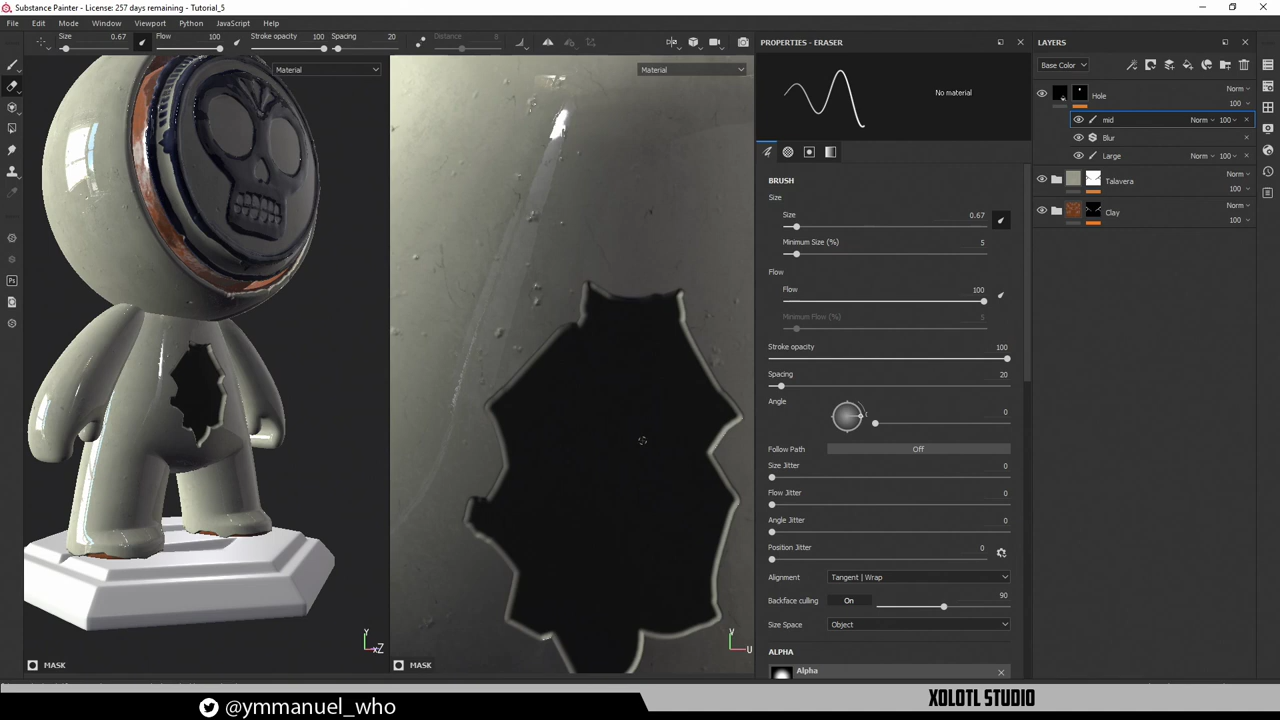 Substance Painter - License: 257 days remaining - Tutorial_5
File Edit Mode Window Viewport Python JavaScript Help
Size 0.67 Flow 100 Stroke opacity 100 Spacing 20 Distance 8
Material
Material
MASK
MASK
Y
xZ
V
U
Ps
PROPERTIES - ERASER
No material
BRUSH
Size
Size 0.67
Minimum Size (%) 5
Flow
Flow 100
Minimum Flow (%) 5
Stroke opacity 100
Spacing 20
Angle 0
Follow Path Off
Size Jitter 0
Flow Jitter 0
Angle Jitter 0
Position Jitter 0
Alignment Tangent | Wrap
Backface culling On 90
Size Space Object
ALPHA
Alpha
LAYERS
Base Color
Hole Norm 100
mid Norm 100
Blur
Large Norm 100
Talavera Norm 100
Clay Norm 100
@ymmanuel_who
XOLOTL STUDIO